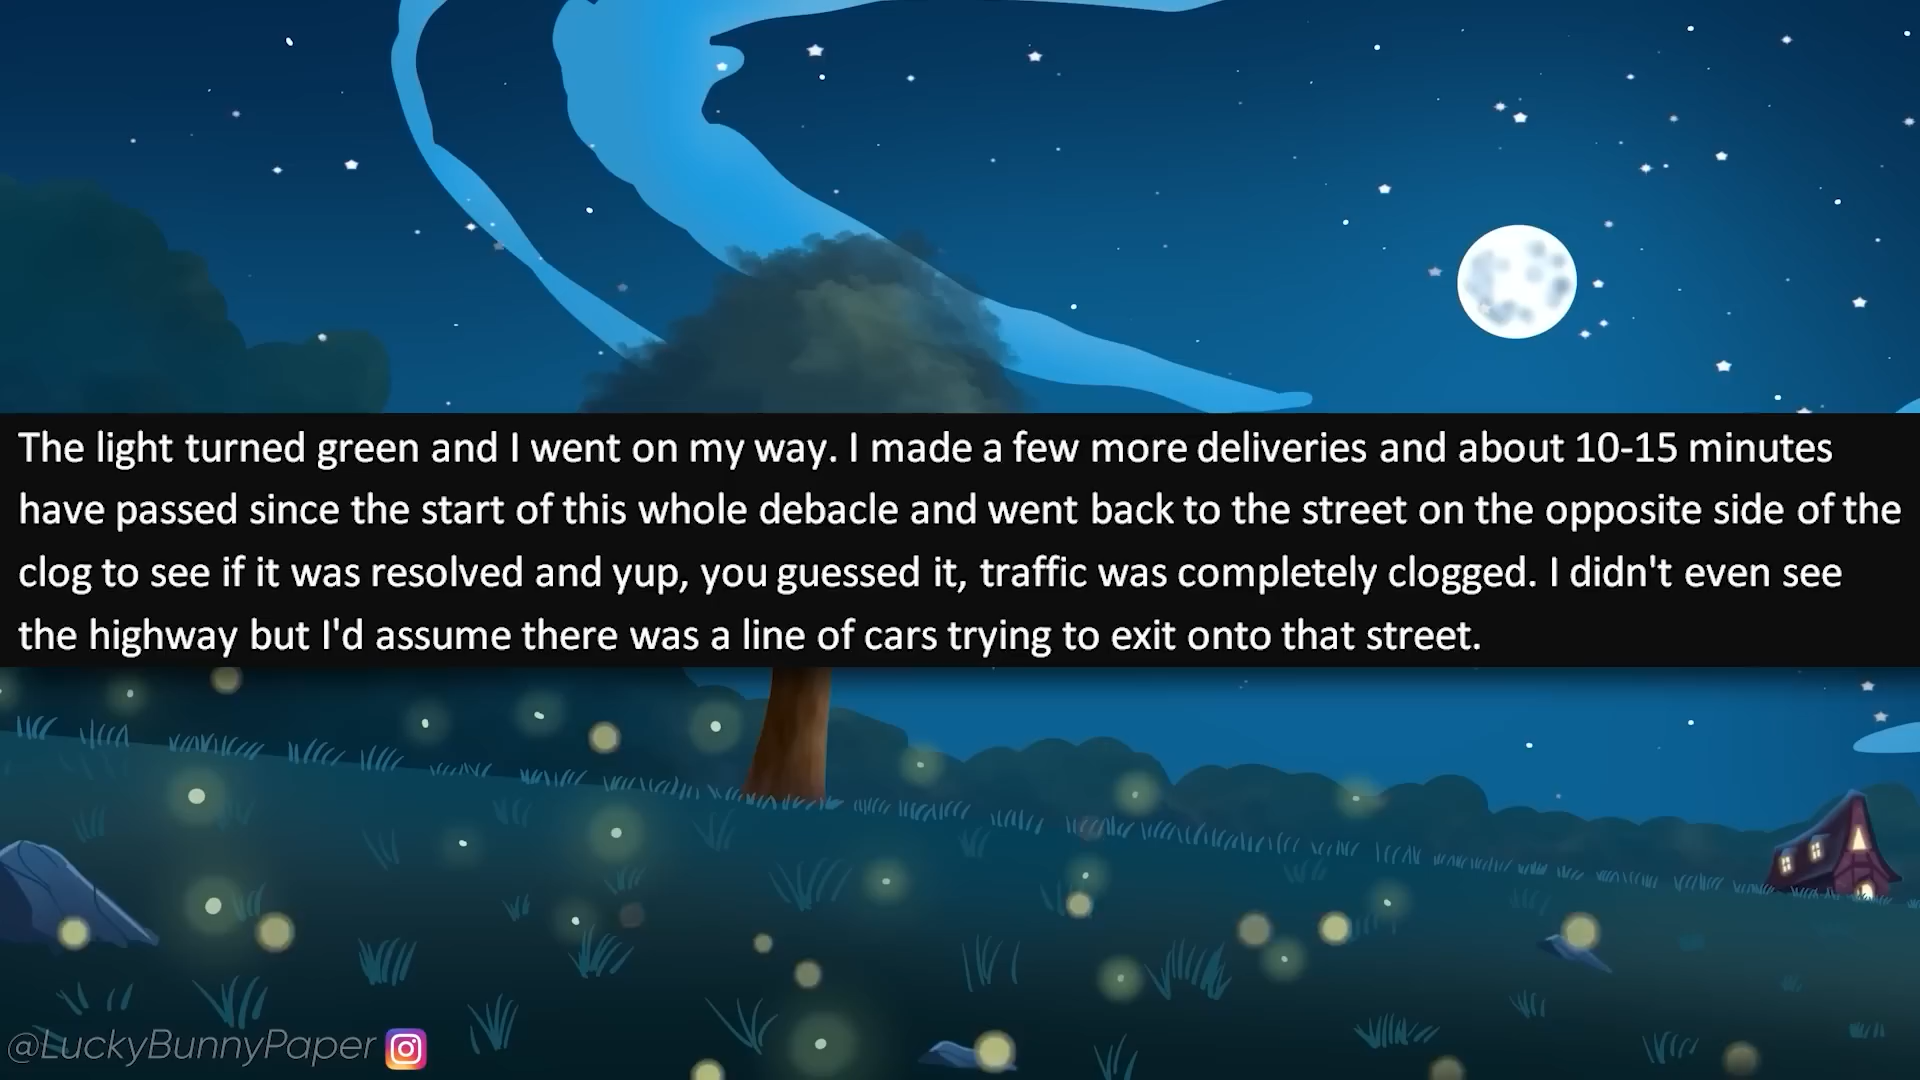 The light turned green and I went on my way. I made a few more deliveries and about 10-15 minutes
have passed since the start of this whole debacle and went back to the street on the opposite side of the
clog to see if it was resolved and yup, you guessed it, traffic was completely clogged. I didn't even see
the highway but I'd assume there was a line of cars trying to exit onto that street.
@LuckyBunnyPaper